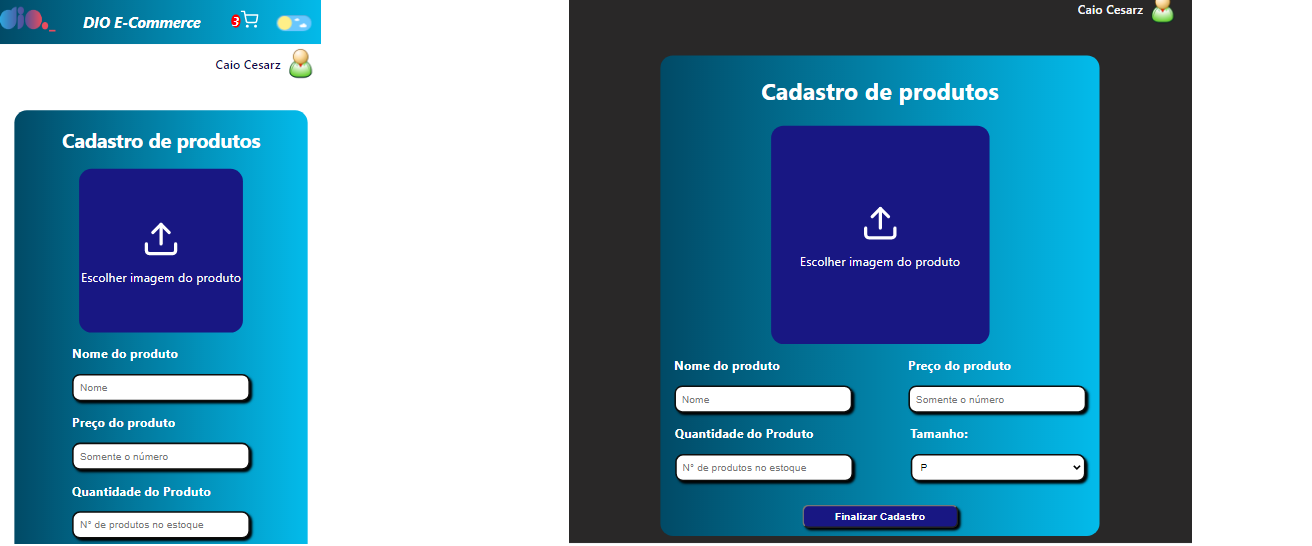 dio._
DIO E-Commerce
3
Caio Cesarz
Cadastro de produtos
Escolher imagem do produto
Nome do produto
Nome
Preço do produto
Somente o número
Quantidade do Produto
N° de produtos no estoque
Caio Cesarz
Cadastro de produtos
Escolher imagem do produto
Nome do produto
Preço do produto
Nome
Somente o número
Quantidade do Produto
Tamanho:
N° de produtos no estoque
P
Finalizar Cadastro